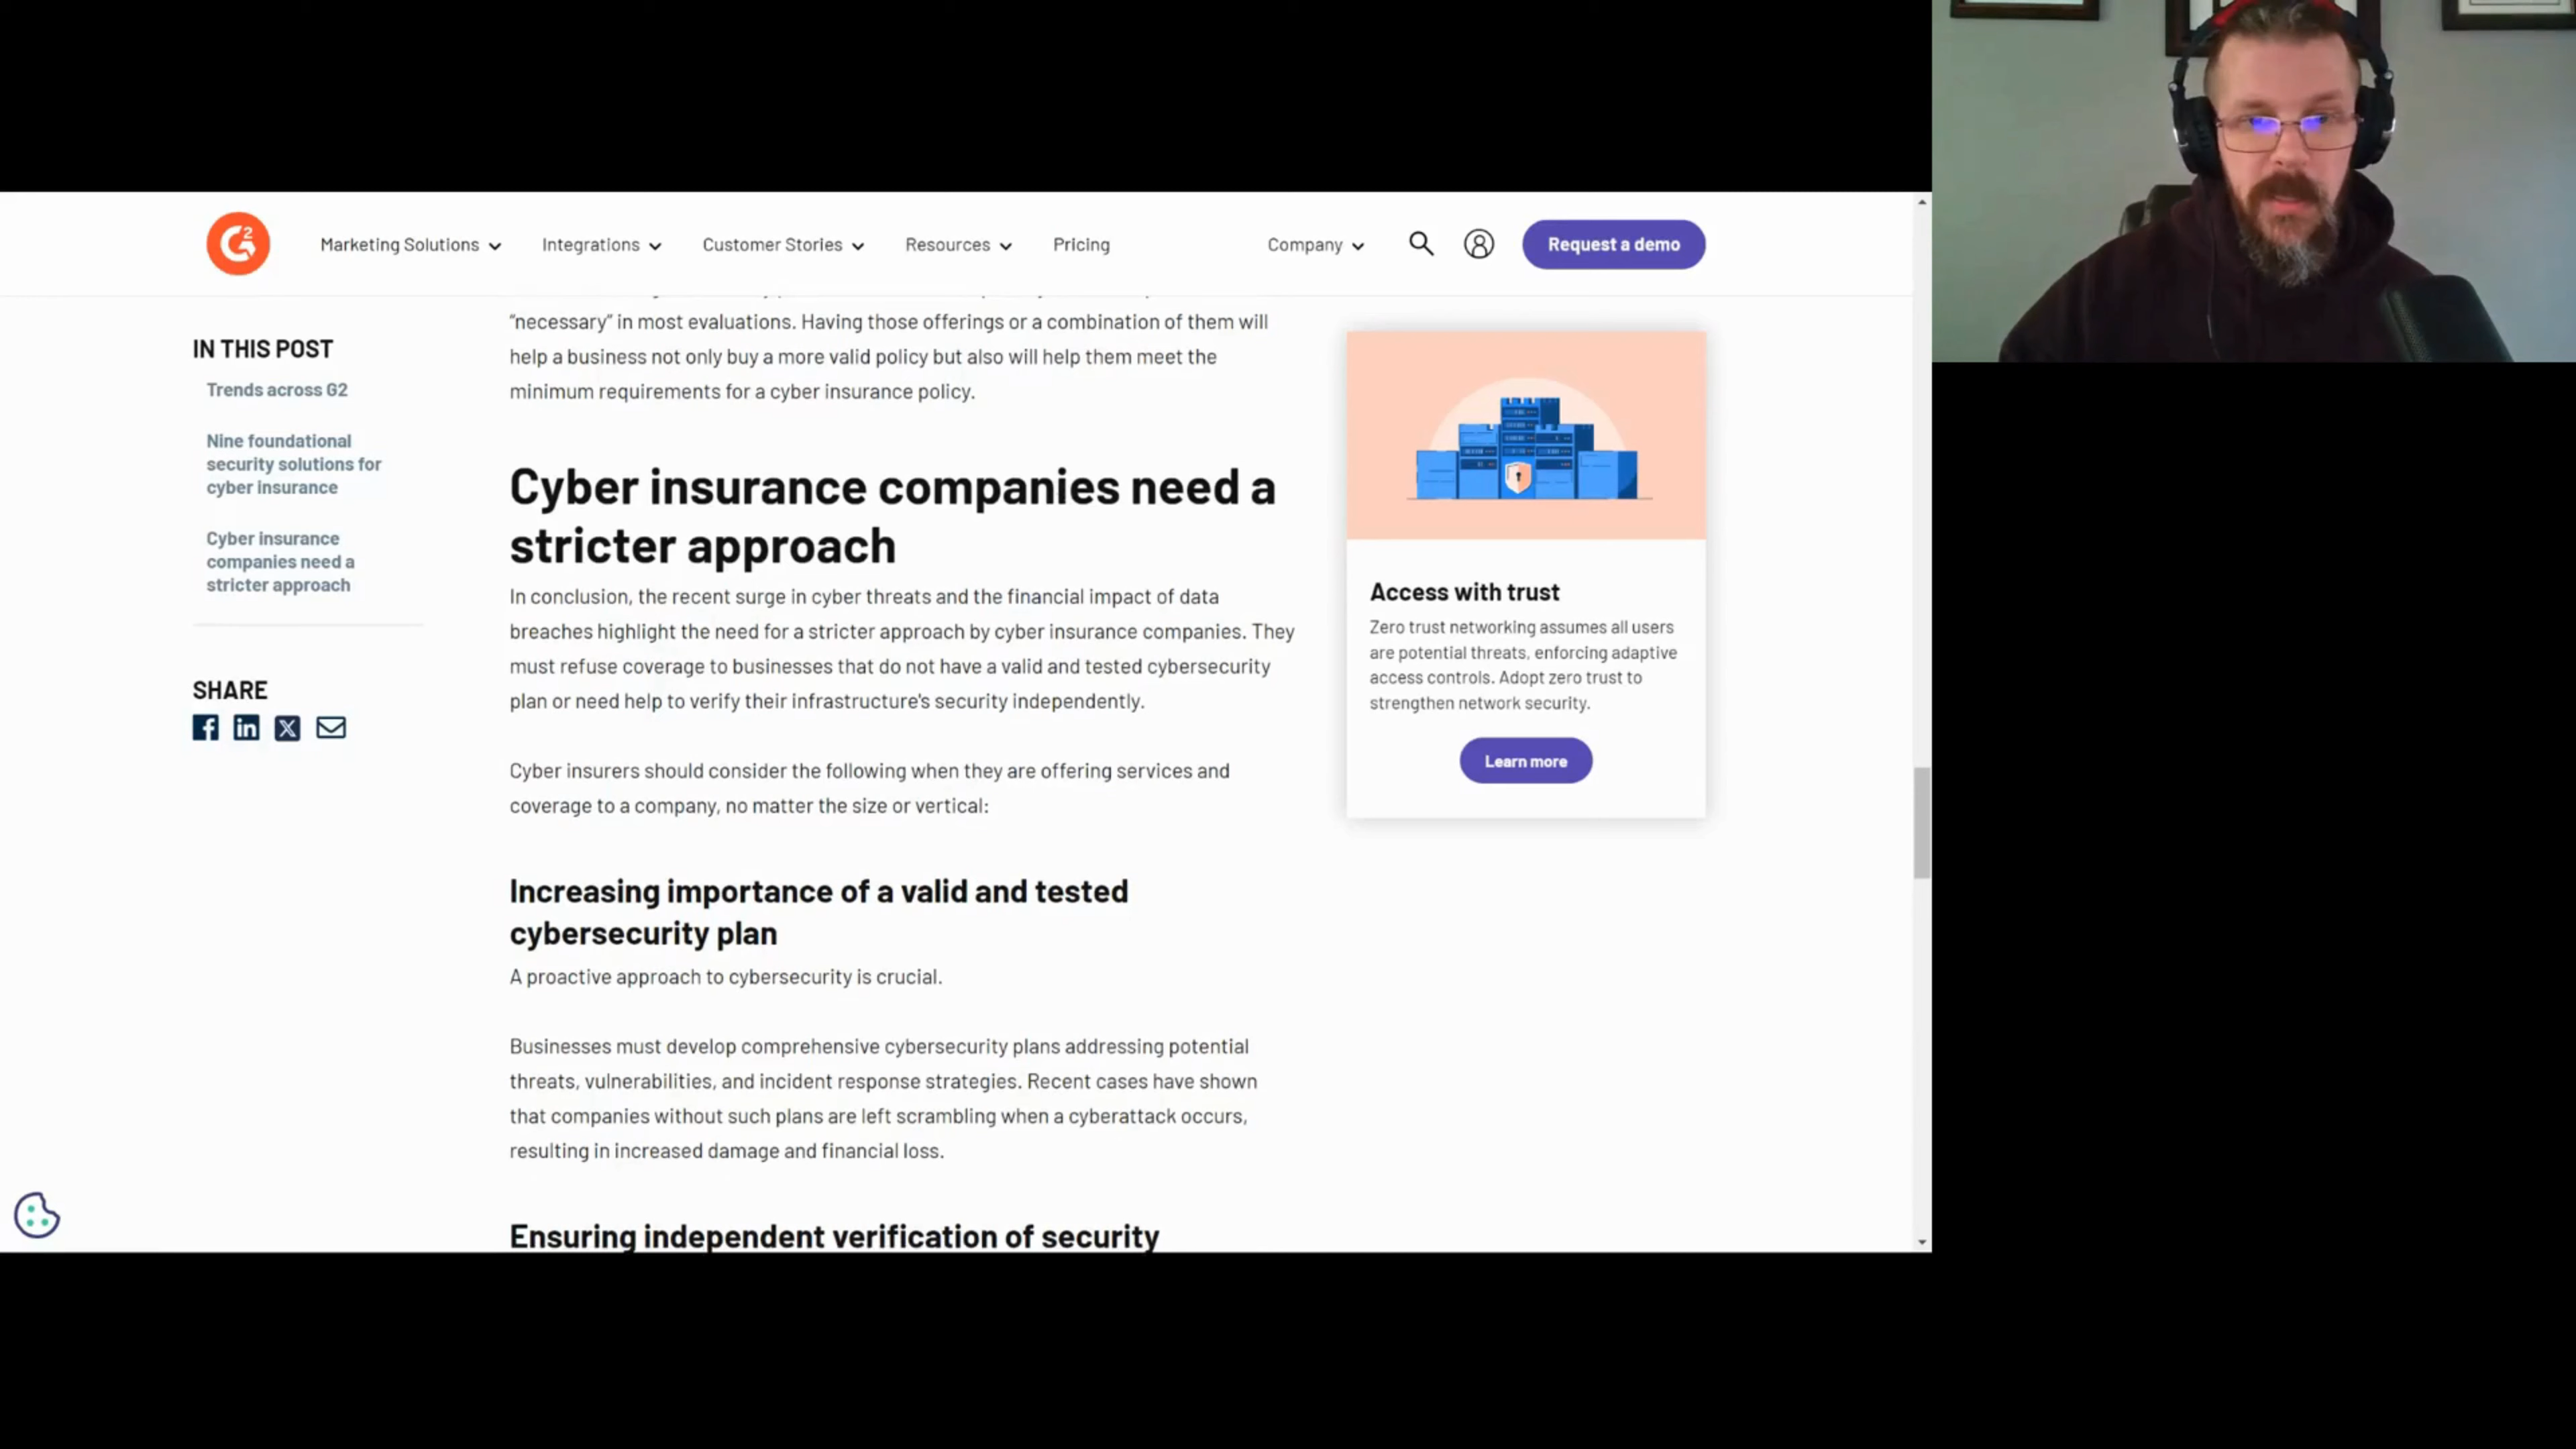 G2
Marketing Solutions
Integrations
Customer Stories
Resources
Pricing
Company
Request a demo
IN THIS POST
Trends across G2
Nine foundational
security solutions for
cyber insurance
Cyber insurance
companies need a
stricter approach
SHARE
"necessary" in most evaluations. Having those offerings or a combination of them will
help a business not only buy a more valid policy but also will help them meet the
minimum requirements for a cyber insurance policy.
Cyber insurance companies need a
stricter approach
In conclusion, the recent surge in cyber threats and the financial impact of data
breaches highlight the need for a stricter approach by cyber insurance companies. They
must refuse coverage to businesses that do not have a valid and tested cybersecurity
plan or need help to verify their infrastructure's security independently.
Cyber insurers should consider the following when they are offering services and
coverage to a company, no matter the size or vertical:
Increasing importance of a valid and tested
cybersecurity plan
A proactive approach to cybersecurity is crucial.
Businesses must develop comprehensive cybersecurity plans addressing potential
threats, vulnerabilities, and incident response strategies. Recent cases have shown
that companies without such plans are left scrambling when a cyberattack occurs,
resulting in increased damage and financial loss.
Ensuring independent verification of security
Access with trust
Zero trust networking assumes all users
are potential threats, enforcing adaptive
access controls. Adopt zero trust to
strengthen network security.
Learn more